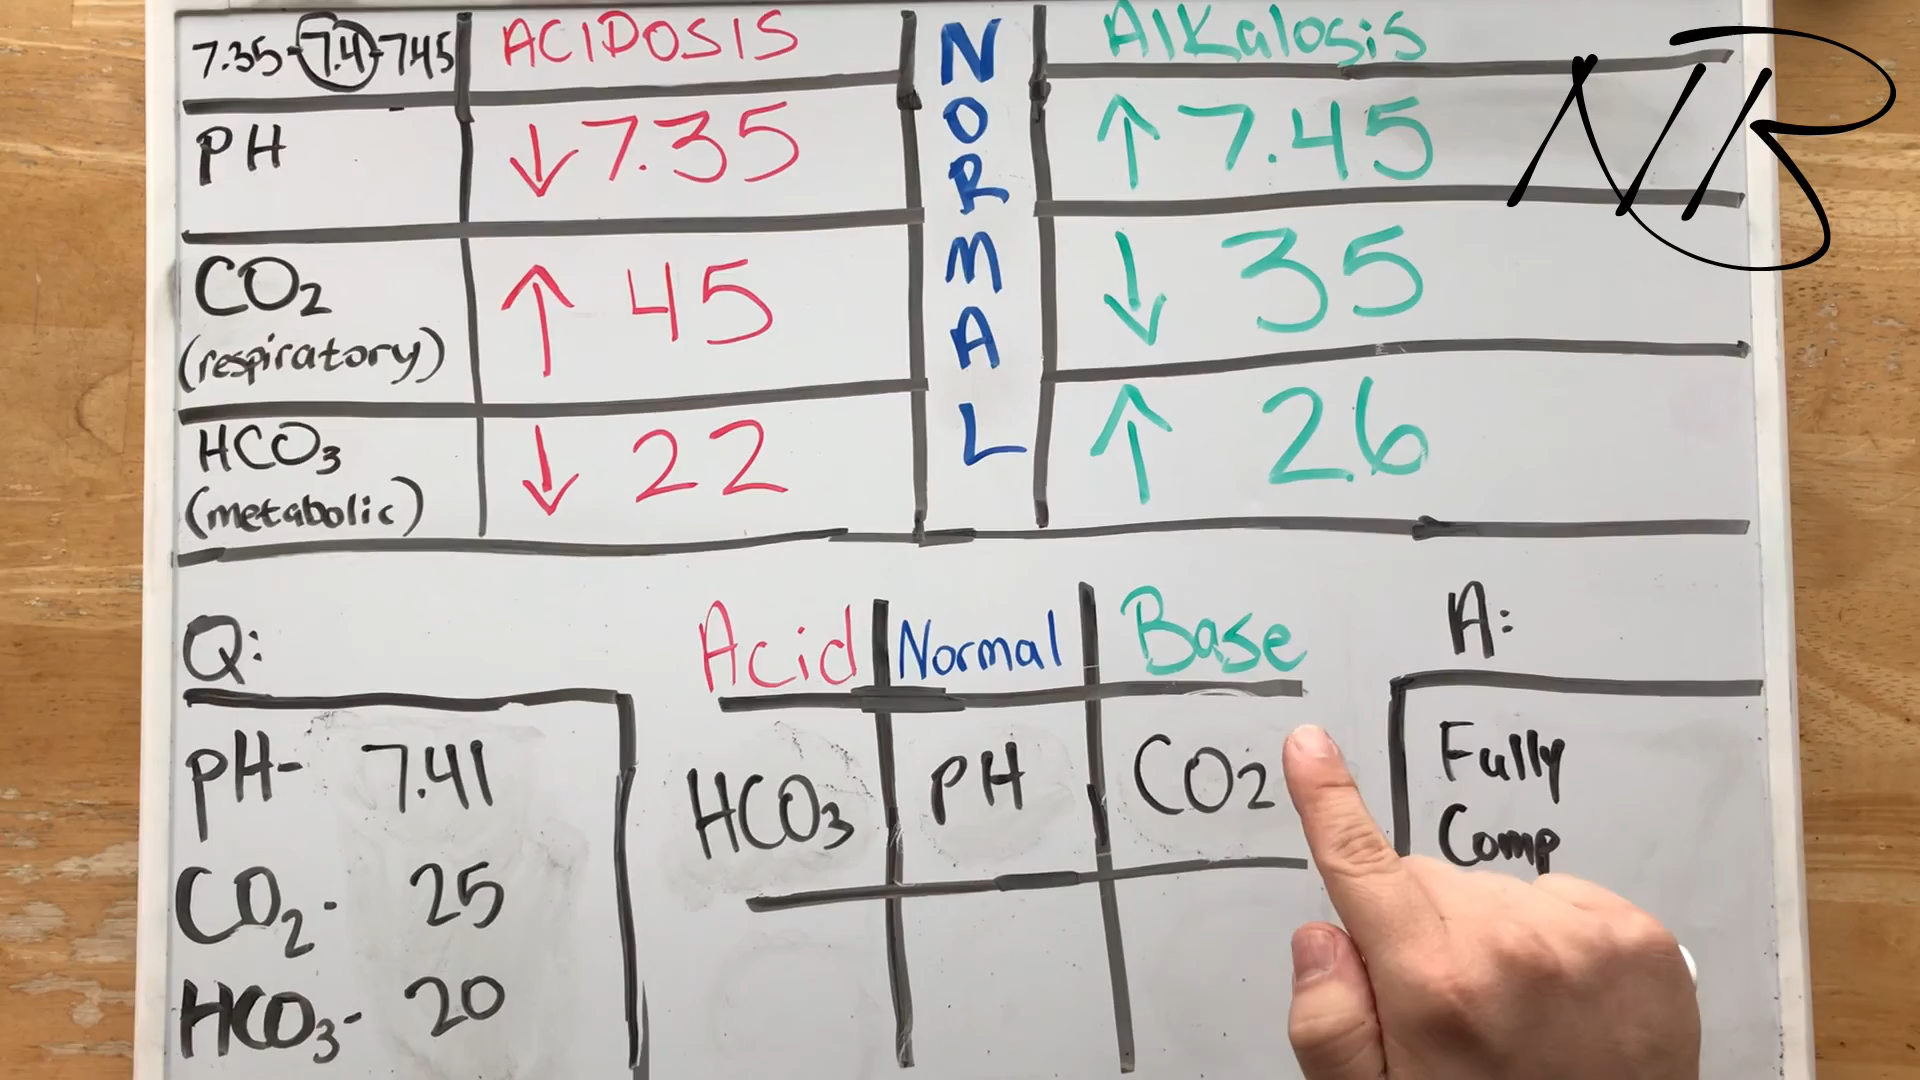 7.35-7.4-7.45 ACIDOSIS NORMAL Alkalosis
PH ↓ 7.35 ↑ 7.45
CO₂ ↑ 45 ↓ 35
(respiratory)
HCO₃ ↓ 22 ↑ 26
(metabolic)
NR
Q:
PH- 7.41
CO₂- 25
HCO₃- 20
Acid Normal Base
HCO₃ PH CO₂
A:
Fully
Comp